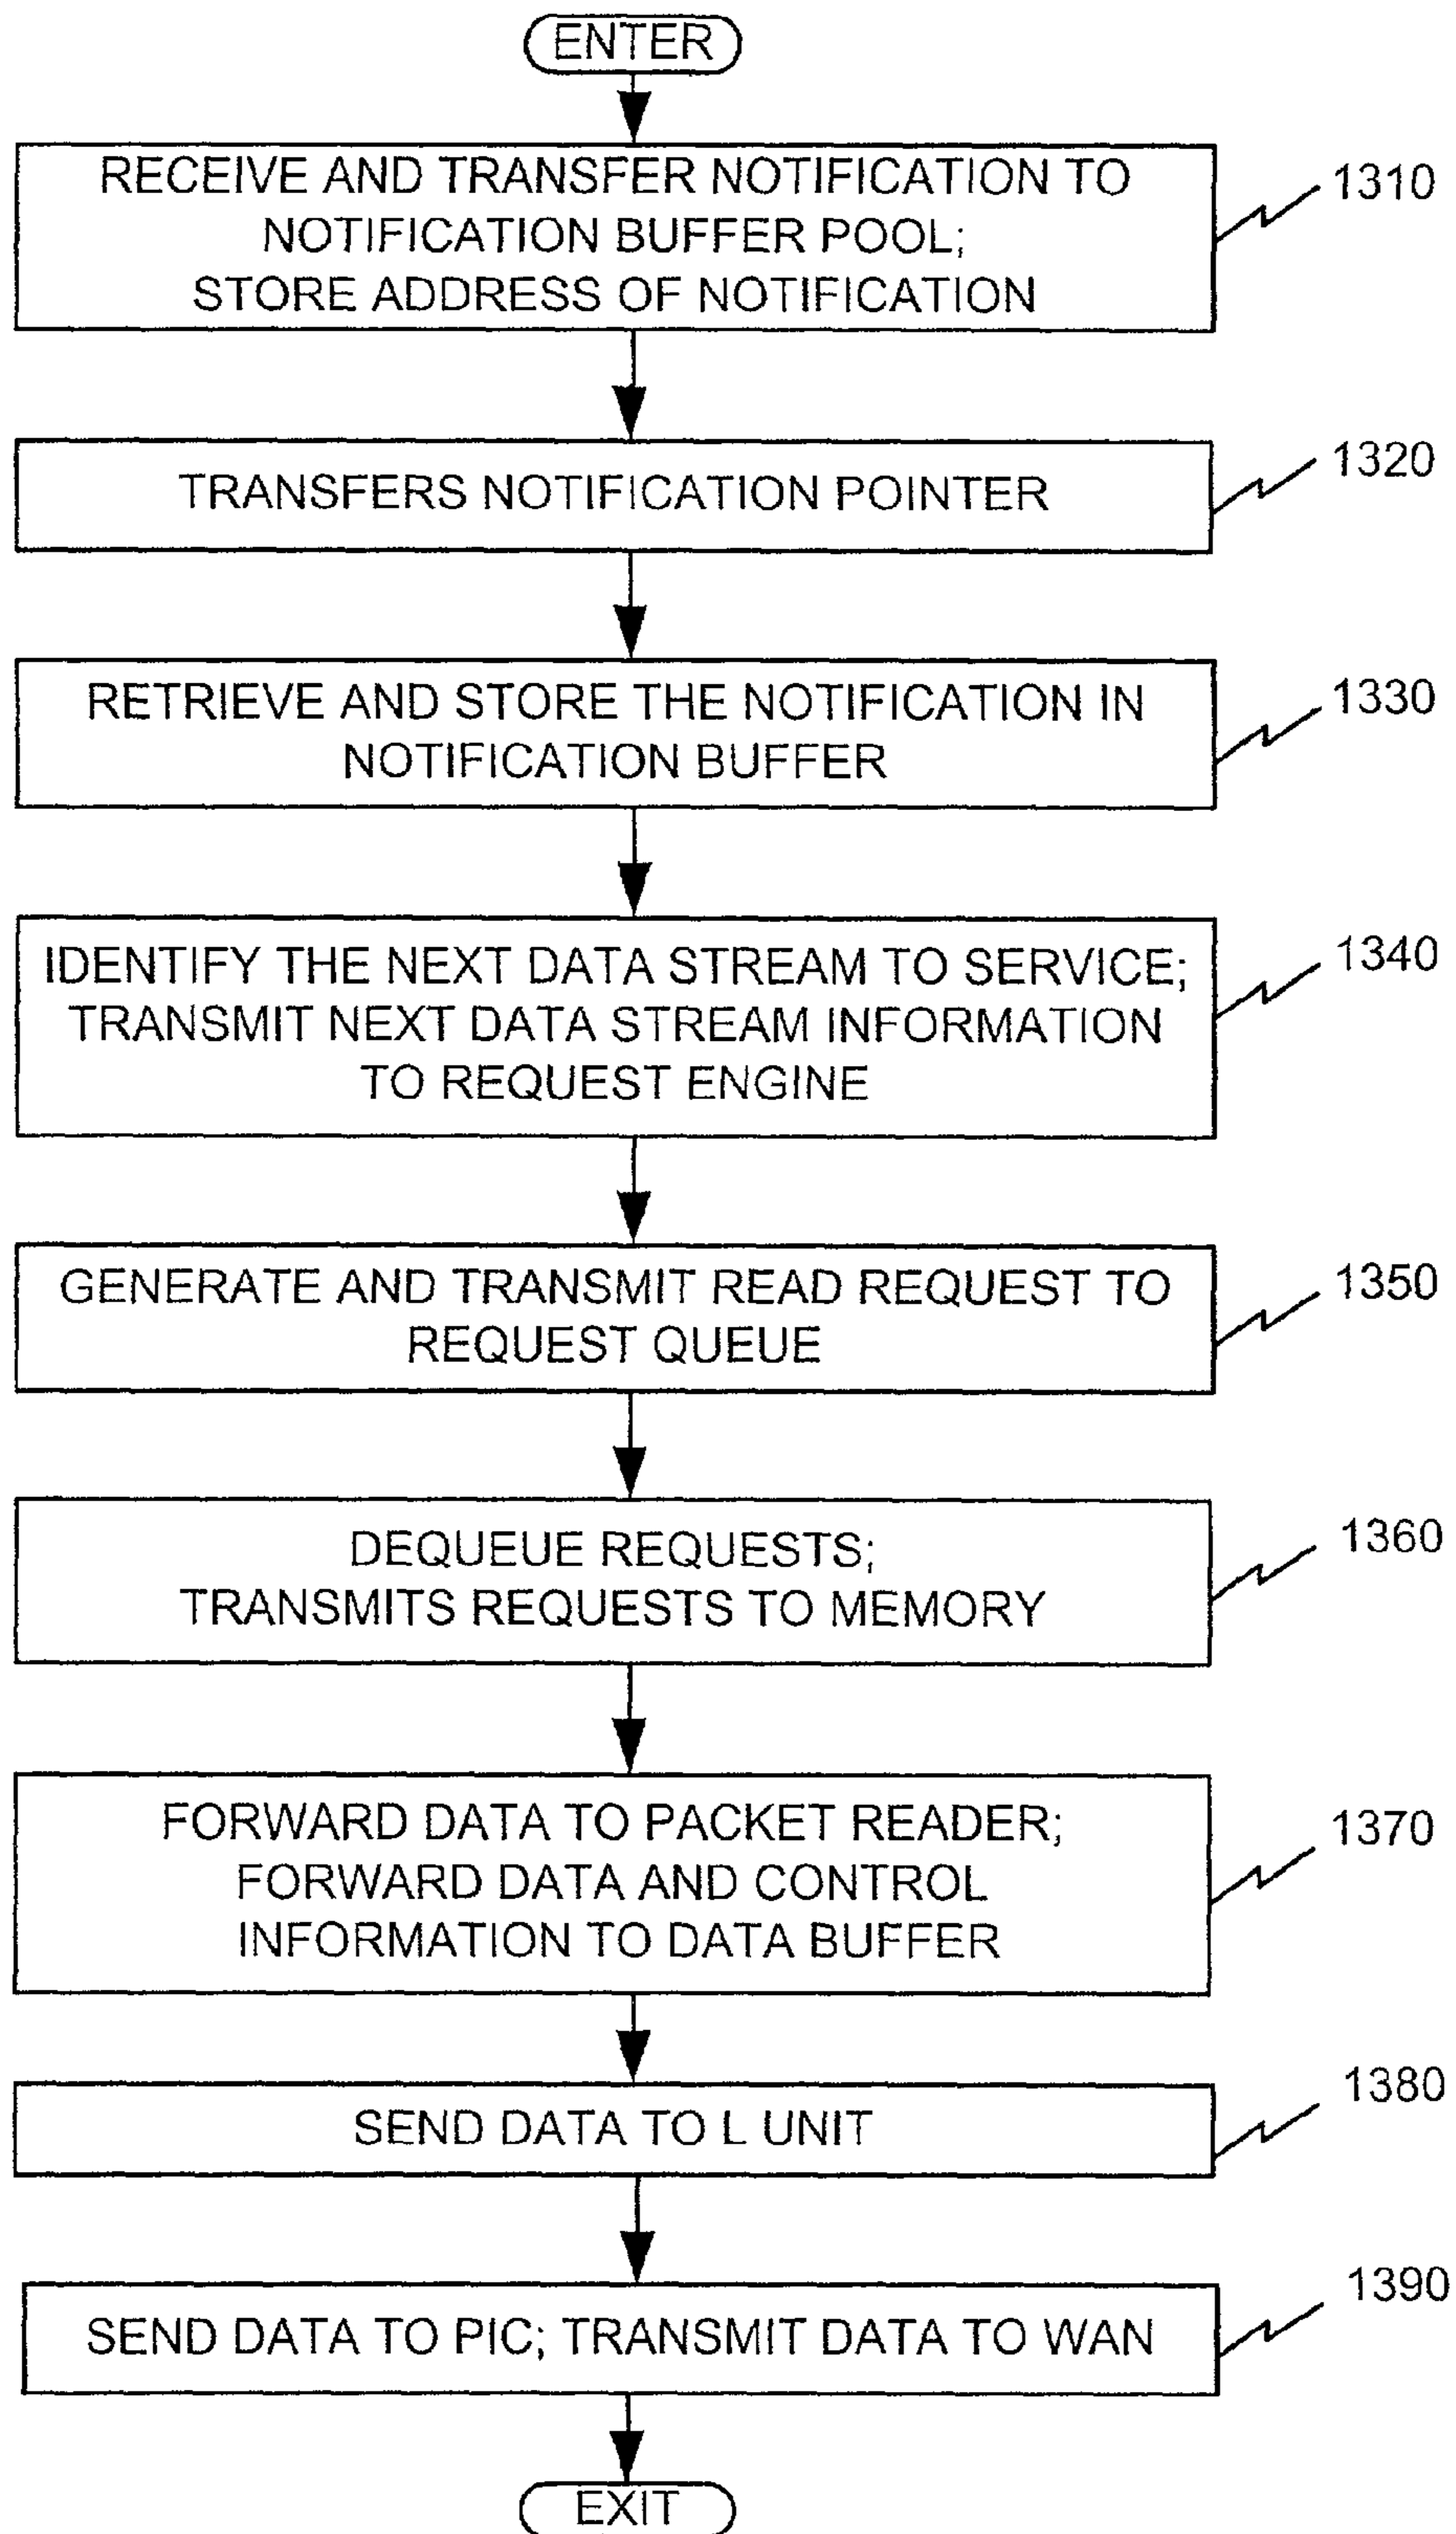 ENTER
RECEIVE AND TRANSFER NOTIFICATION TO
NOTIFICATION BUFFER POOL;
STORE ADDRESS OF NOTIFICATION
1310
TRANSFERS NOTIFICATION POINTER
1320
RETRIEVE AND STORE THE NOTIFICATION IN
NOTIFICATION BUFFER
1330
IDENTIFY THE NEXT DATA STREAM TO SERVICE;
TRANSMIT NEXT DATA STREAM INFORMATION
TO REQUEST ENGINE
1340
GENERATE AND TRANSMIT READ REQUEST TO
REQUEST QUEUE
1350
DEQUEUE REQUESTS;
TRANSMITS REQUESTS TO MEMORY
1360
FORWARD DATA TO PACKET READER;
FORWARD DATA AND CONTROL
INFORMATION TO DATA BUFFER
1370
SEND DATA TO L UNIT
1380
SEND DATA TO PIC; TRANSMIT DATA TO WAN
1390
EXIT